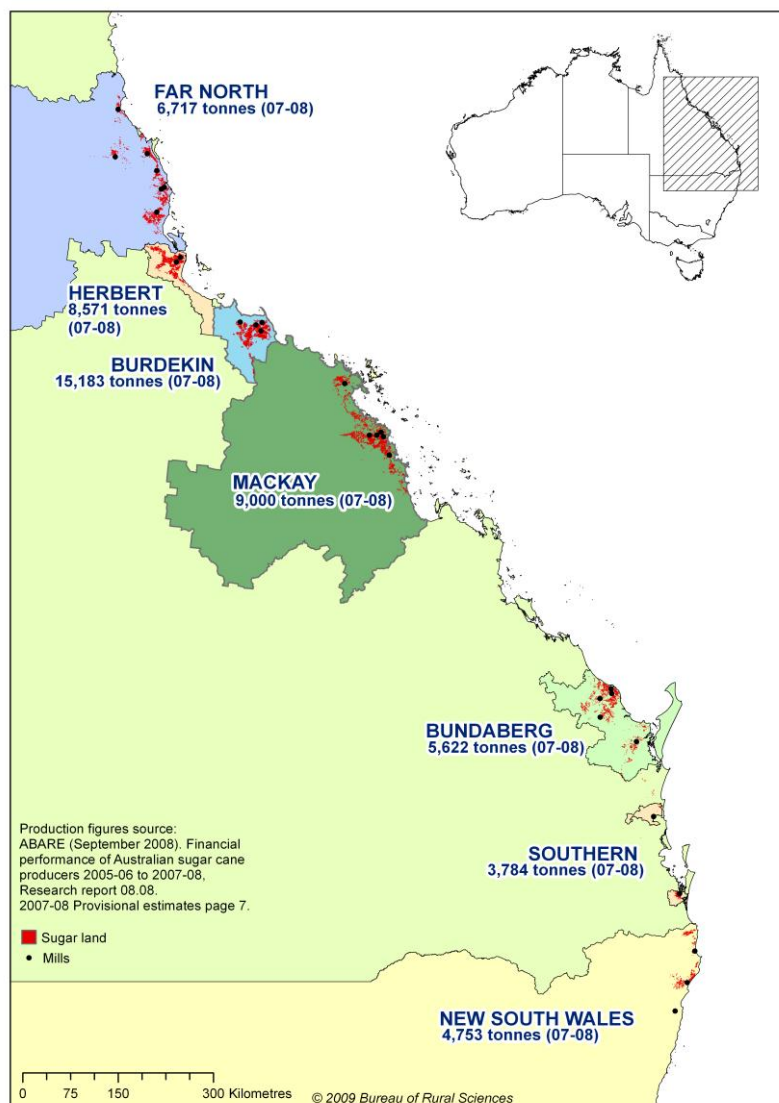 FAR NORTH
6,717 tonnes (07-08)
HERBERT
8,571 tonnes
(07-08)
BURDEKIN
15,183 tonnes (07-08)
MACKAY
9,000 tonnes (07-08)
BUNDABERG
5,622 tonnes (07-08)
SOUTHERN
3,784 tonnes (07-08)
NEW SOUTH WALES
4,753 tonnes (07-08)
Production figures source:
ABARE (September 2008). Financial
performance of Australian sugar cane
producers 2005-06 to 2007-08,
Research report 08.08.
2007-08 Provisional estimates page 7.
Sugar land
Mills
0 75 150 300 Kilometres
© 2009 Bureau of Rural Sciences